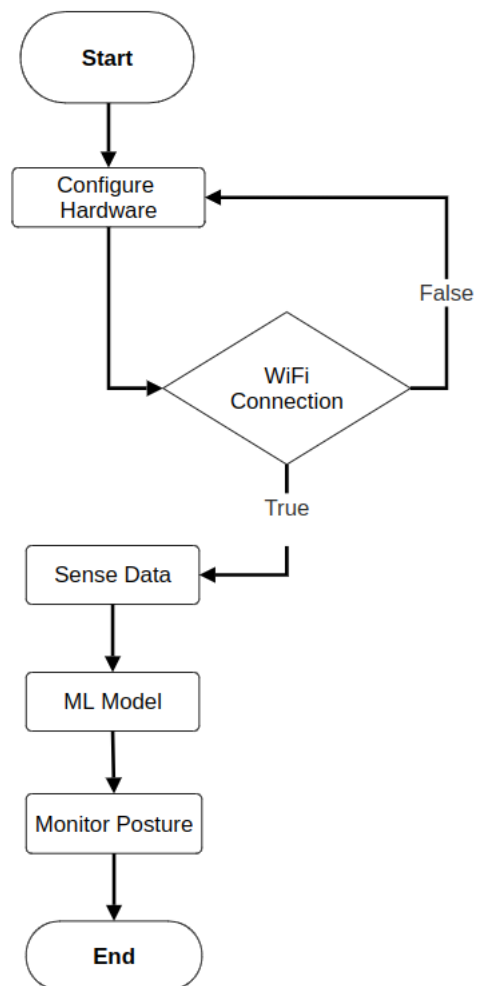 Start
Configure
Hardware
False
WiFi
Connection
True
Sense Data
ML Model
Monitor Posture
End